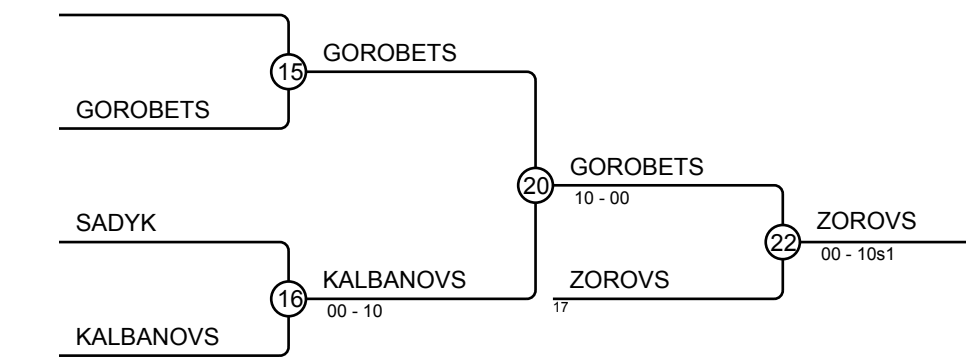 GOROBETS
15
GOROBETS
SADYK
16
KALBANOVS
KALBANOVS
00 - 10
20
GOROBETS
10 - 00
ZOROVS
17
22
ZOROVS
00 - 10s1